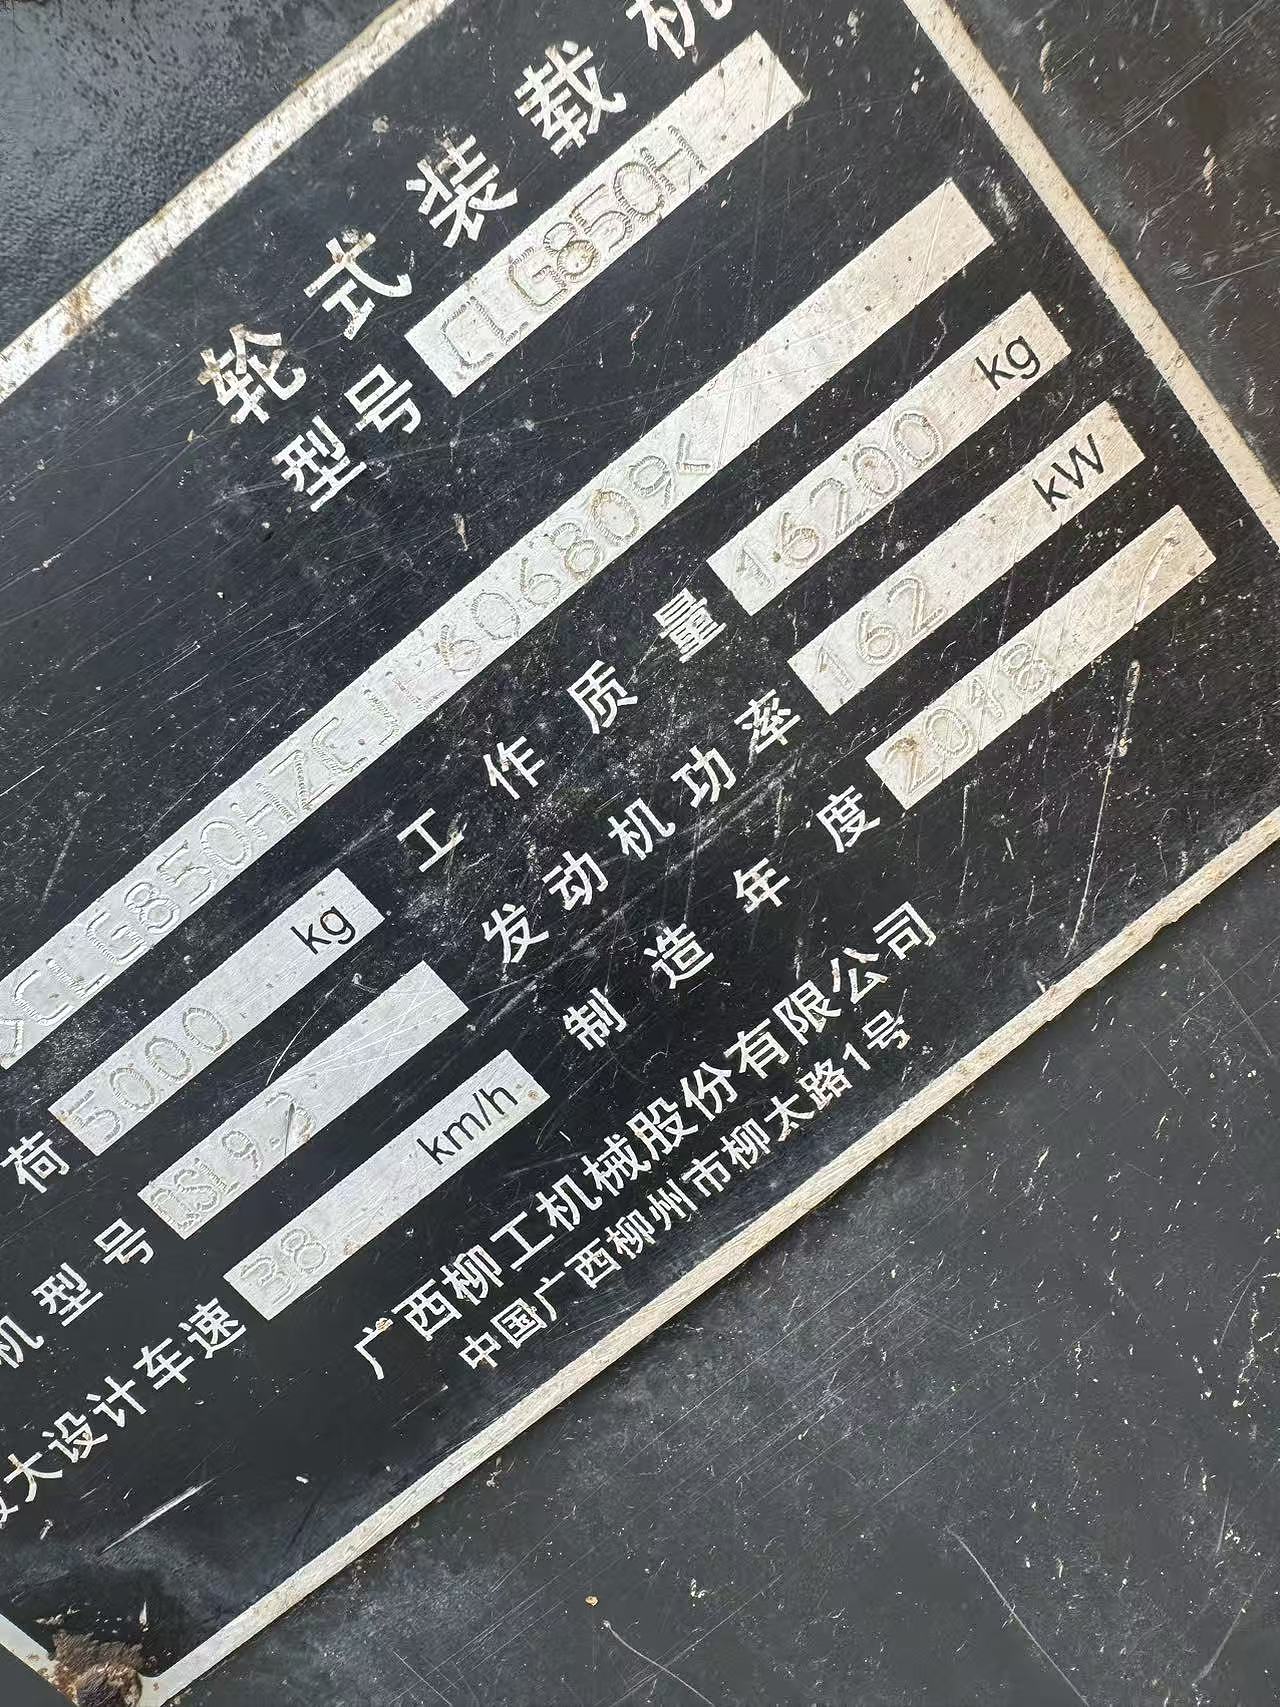 轮式装载机
型号 CLG850H
CLG850HZCJL606809
荷 5000 kg
工作质量 16200 kg
机型号 QSL9.3
发动机功率 162 kW
大设计车速 38 km/h
制造年度 2018/
广西柳工机械股份有限公司
中国广西柳州市柳太路1号